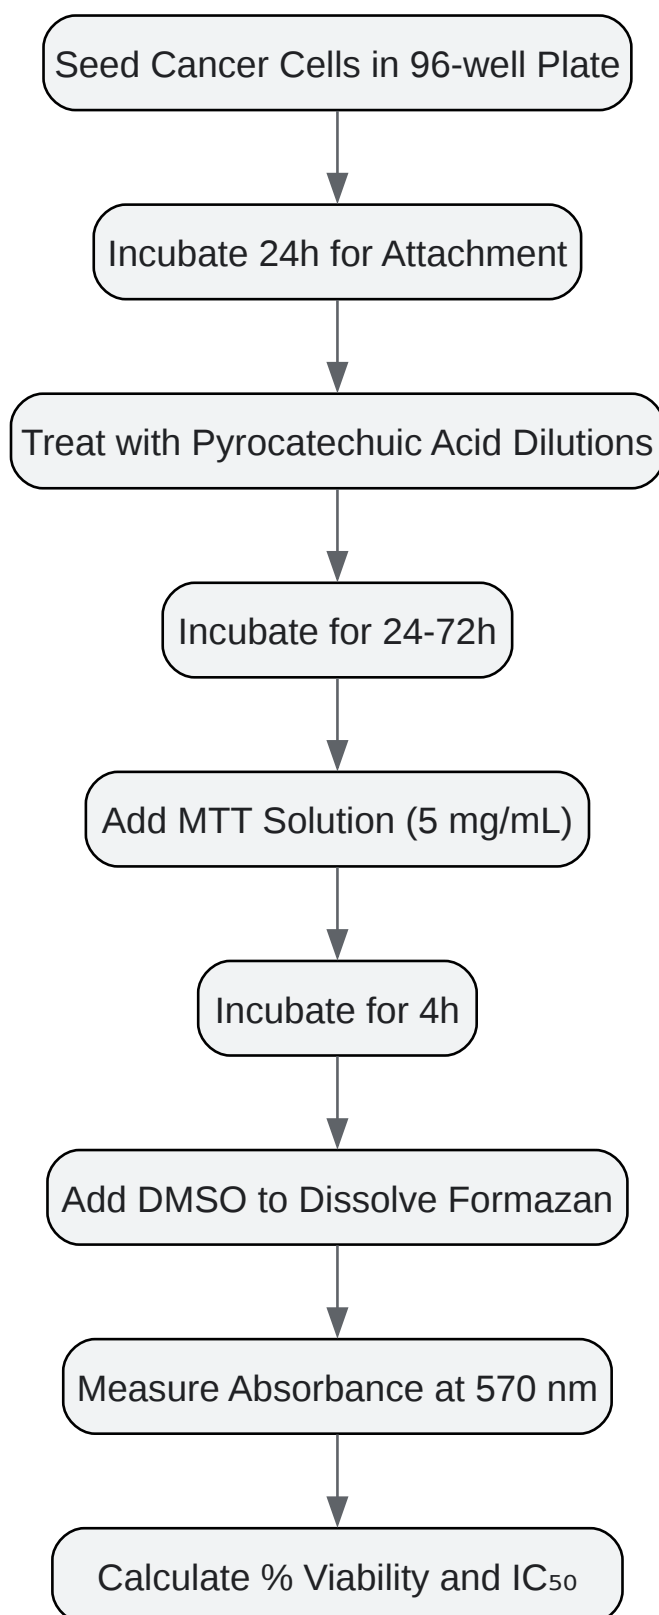 Seed Cancer Cells in 96-well Plate
Incubate 24h for Attachment
Treat with Pyrocatechuic Acid Dilutions
Incubate for 24-72h
Add MTT Solution (5 mg/mL)
Incubate for 4h
Add DMSO to Dissolve Formazan
Measure Absorbance at 570 nm
Calculate % Viability and IC₅₀